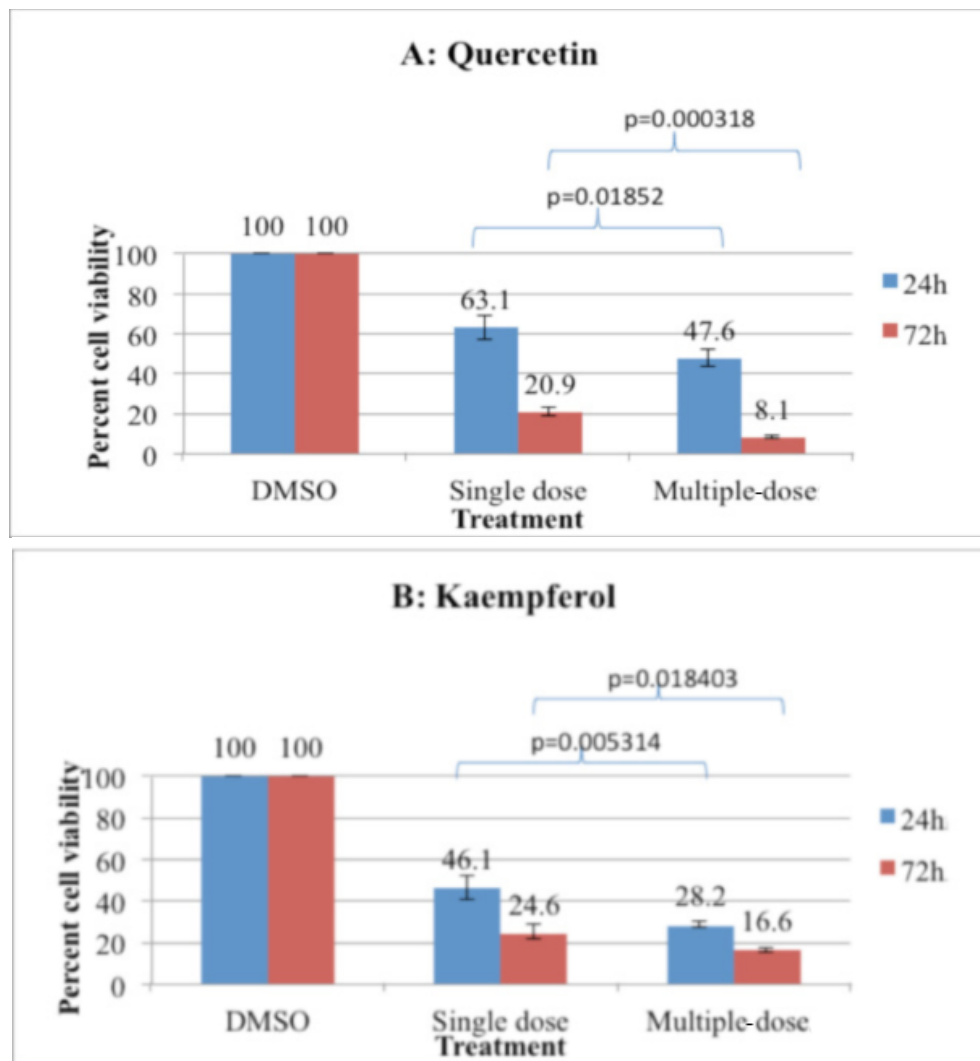 A: Quercetin
p=0.000318
p=0.01852
100 100
63.1
47.6
20.9
8.1
Percent cell viability
100
80
60
40
20
0
24h
72h
DMSO Single dose Multiple-dose
Treatment
B: Kaempferol
p=0.018403
p=0.005314
100 100
46.1
28.2
24.6
16.6
Percent cell viability
100
80
60
40
20
0
24h
72h
DMSO Single dose Multiple-dose
Treatment